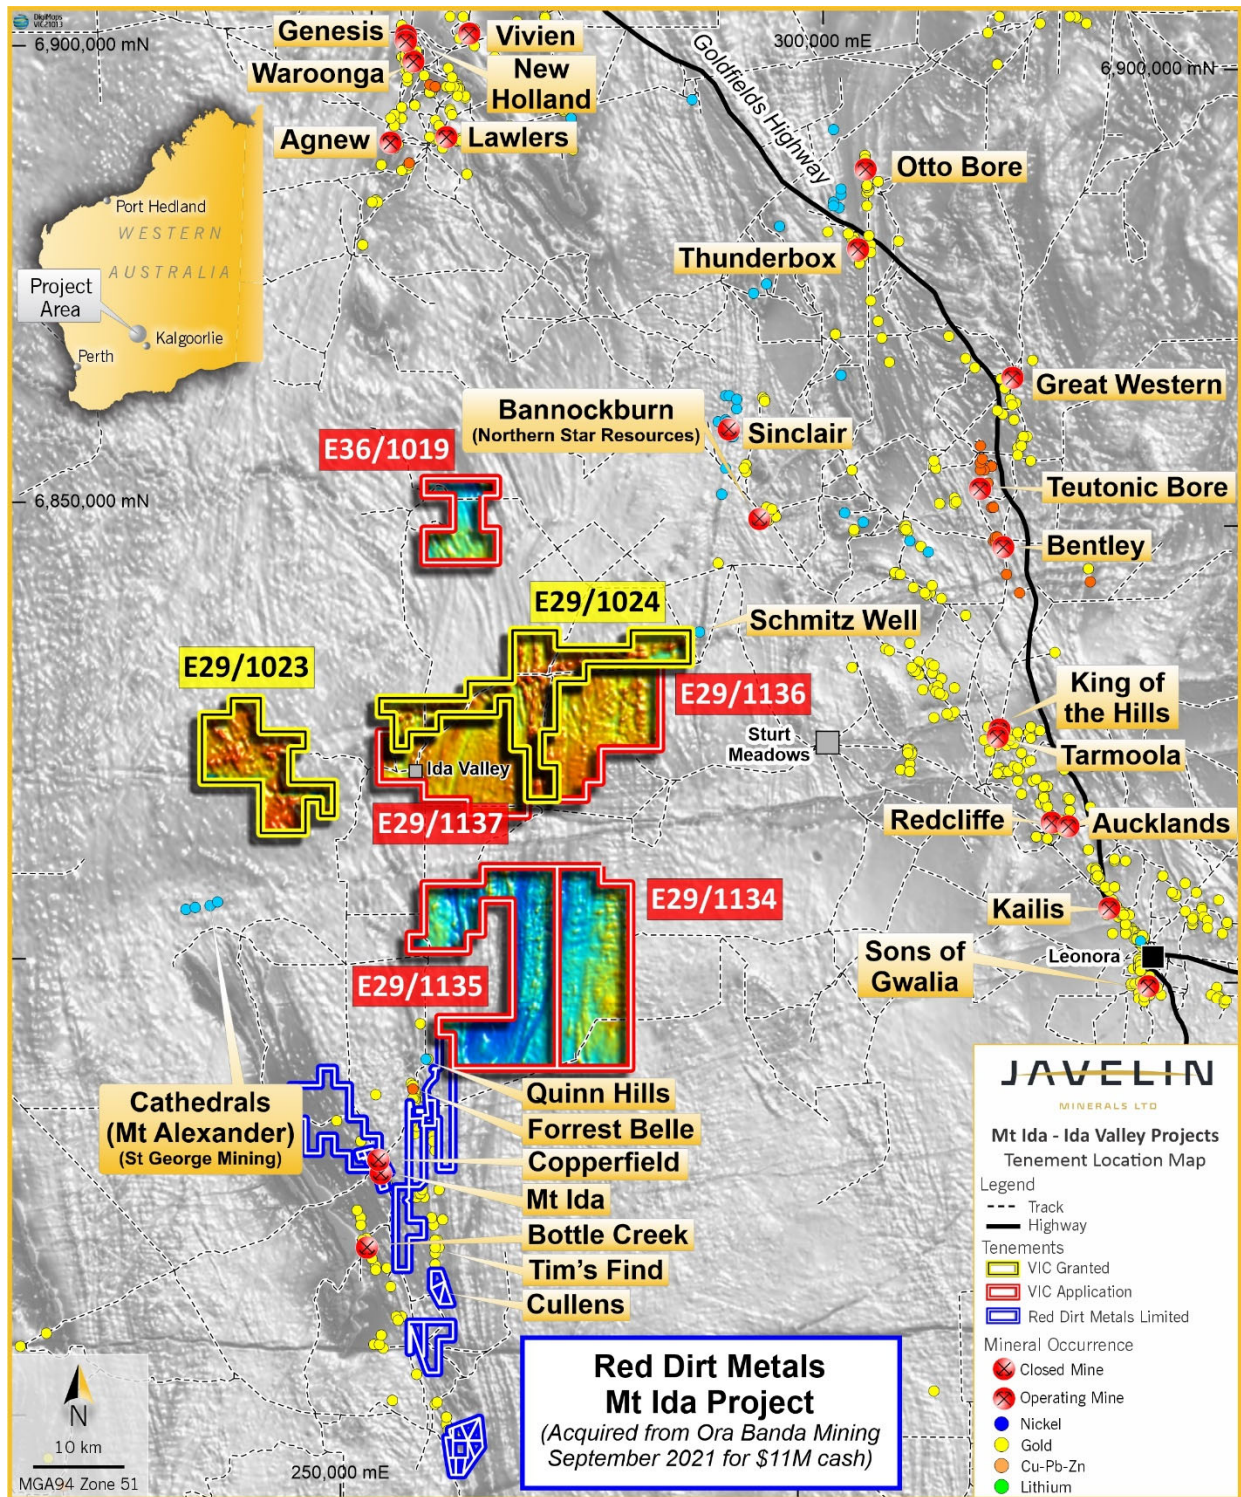 DigiMaps
VIC21013
6,900,000 mN
Genesis
Vivien
Waroonga
New
Holland
Agnew
Lawlers
300,000 mE
6,900,000 mN
Goldfields Highway
Otto Bore
Thunderbox
Port Hedland
WESTERN
AUSTRALIA
Project
Area
Kalgoorlie
Perth
Great Western
Bannockburn
(Northern Star Resources)
Sinclair
E36/1019
6,850,000 mN
Teutonic Bore
Bentley
E29/1024
Schmitz Well
E29/1023
E29/1136
King of
the Hills
Sturt
Meadows
Tarmoola
Ida Valley
E29/1137
Redcliffe
Aucklands
E29/1134
Kailis
Sons of
Gwalia
Leonora
E29/1135
Cathedrals
(Mt Alexander)
(St George Mining)
Quinn Hills
Forrest Belle
Copperfield
Mt Ida
Bottle Creek
Tim's Find
Cullens
Red Dirt Metals
Mt Ida Project
(Acquired from Ora Banda Mining
September 2021 for $11M cash)
N
10 km
MGA94 Zone 51
250,000 mE
JAVELIN
MINERALS LTD
Mt Ida - Ida Valley Projects
Tenement Location Map
Legend
Track
Highway
Tenements
VIC Granted
VIC Application
Red Dirt Metals Limited
Mineral Occurrence
Closed Mine
Operating Mine
Nickel
Gold
Cu-Pb-Zn
Lithium